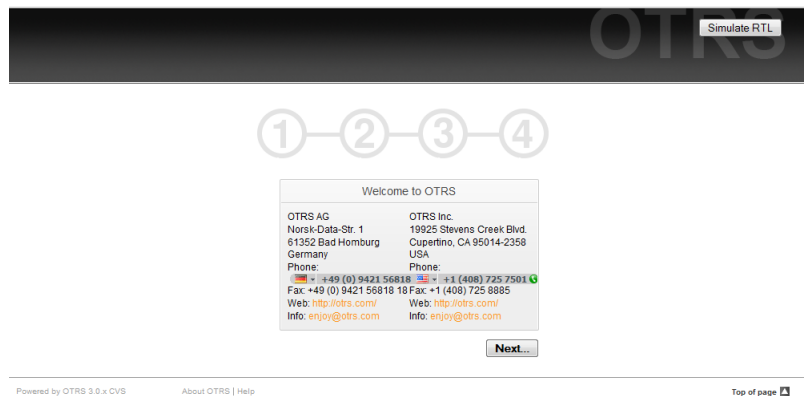 OTRS
Simulate RTL
1 2 3 4
Welcome to OTRS
OTRS AG
Norsk-Data-Str. 1
61352 Bad Homburg
Germany
Phone:
+49 (0) 9421 56818
Fax: +49 (0) 9421 56818 18
Web: http://otrs.com/
Info: enjoy@otrs.com
OTRS Inc.
19925 Stevens Creek Blvd.
Cupertino, CA 95014-2358
USA
Phone:
+1 (408) 725 7501
Fax: +1 (408) 725 8885
Web: http://otrs.com/
Info: enjoy@otrs.com
Next...
Powered by OTRS 3.0.x CVS
About OTRS | Help
Top of page